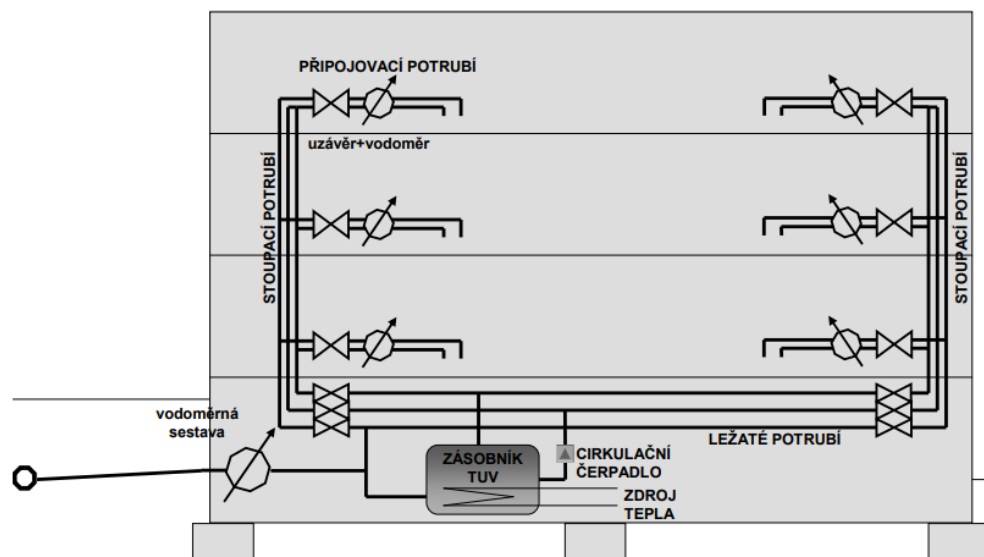 PŘIPOJOVACÍ POTRUBÍ
uzávěr+vodoměr
STOUPACÍ POTRUBÍ
STOUPACÍ POTRUBÍ
vodoměrná
sestava
LEŽATÉ POTRUBÍ
ZÁSOBNÍK
TUV
CIRKULAČNÍ
ČERPADLO
ZDROJ
TEPLA